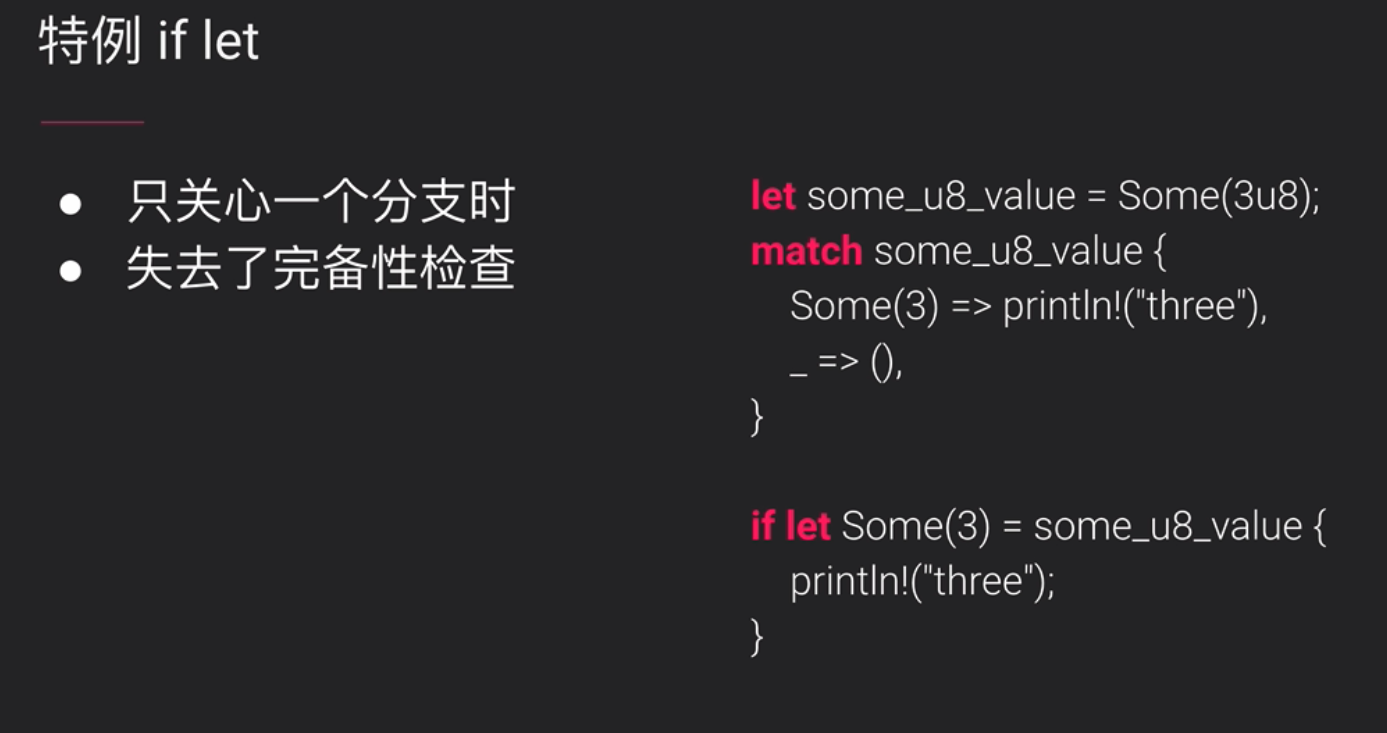 特例 if let
● 只关心一个分支时
● 失去了完备性检查
let some_u8_value = Some(3u8);
match some_u8_value {
    Some(3) => println!("three"),
    _ => (),
}
if let Some(3) = some_u8_value {
    println!("three");
}